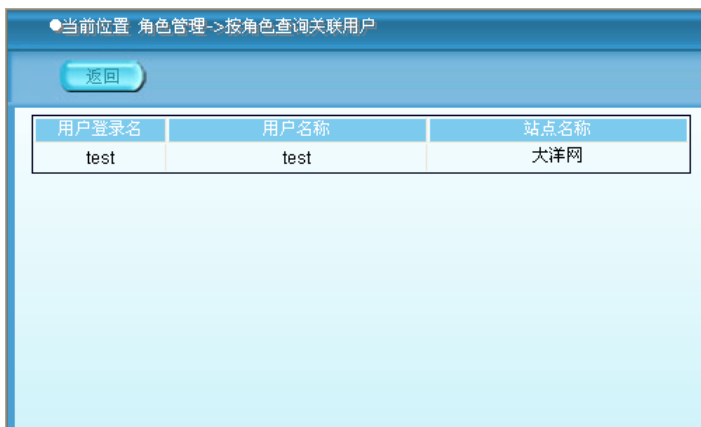 ●当前位置 角色管理->按角色查询关联用户
返回
用户登录名 用户名称 站点名称
test test 大洋网